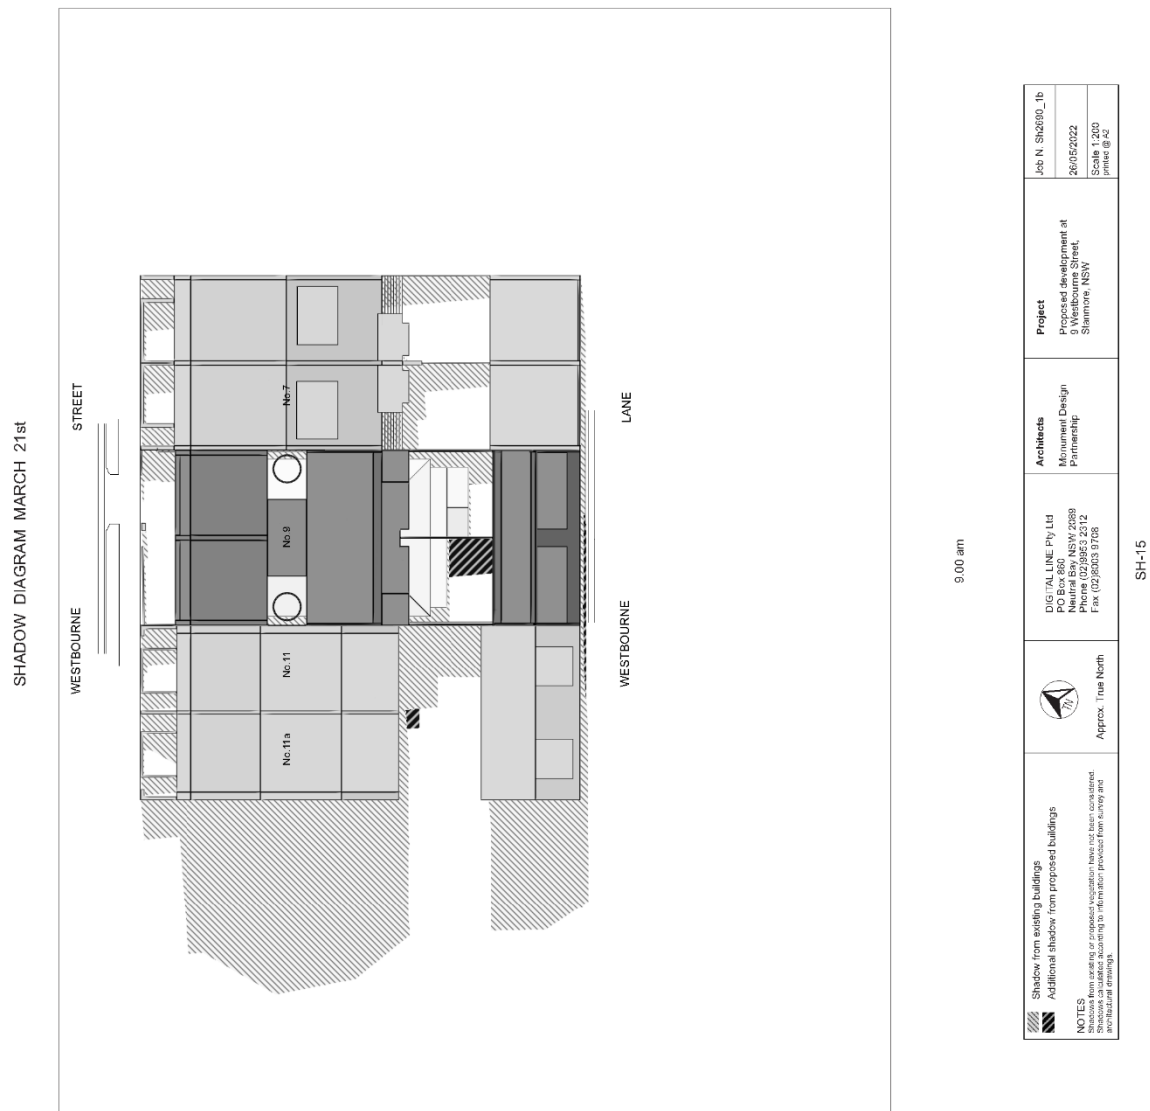 SHADOW DIAGRAM MARCH 21st
WESTBOURNE STREET
No.7
No.9
No.11
No.11a
WESTBOURNE LANE
9.00 am
Shadow from existing buildings
Additional shadow from proposed buildings
NOTES
Shadows from existing or proposed vegetation have not been considered.
Shadows calculated according to information provided from survey and
architectural drawings.
TN
Approx. True North
DIGITAL LINE Pty Ltd
PO Box 860
Neutral Bay NSW 2089
Phone (02)9953 2312
Fax (02)8003 9708
Architects
Monument Design
Partnership
Project
Proposed development at
9 Westbourne Street,
Stanmore, NSW
Job N. Sh2690_1b
26/05/2022
Scale 1:200
printed @ A2
SH-15